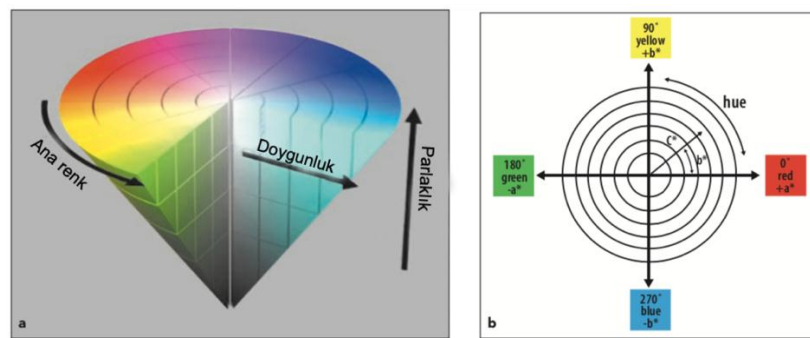 Ana renk
Doygunluk
Parlaklık
a
90°
yellow
+b*
hue
c*
b*
180°
green
-a*
0°
red
+a*
270°
blue
-b*
b